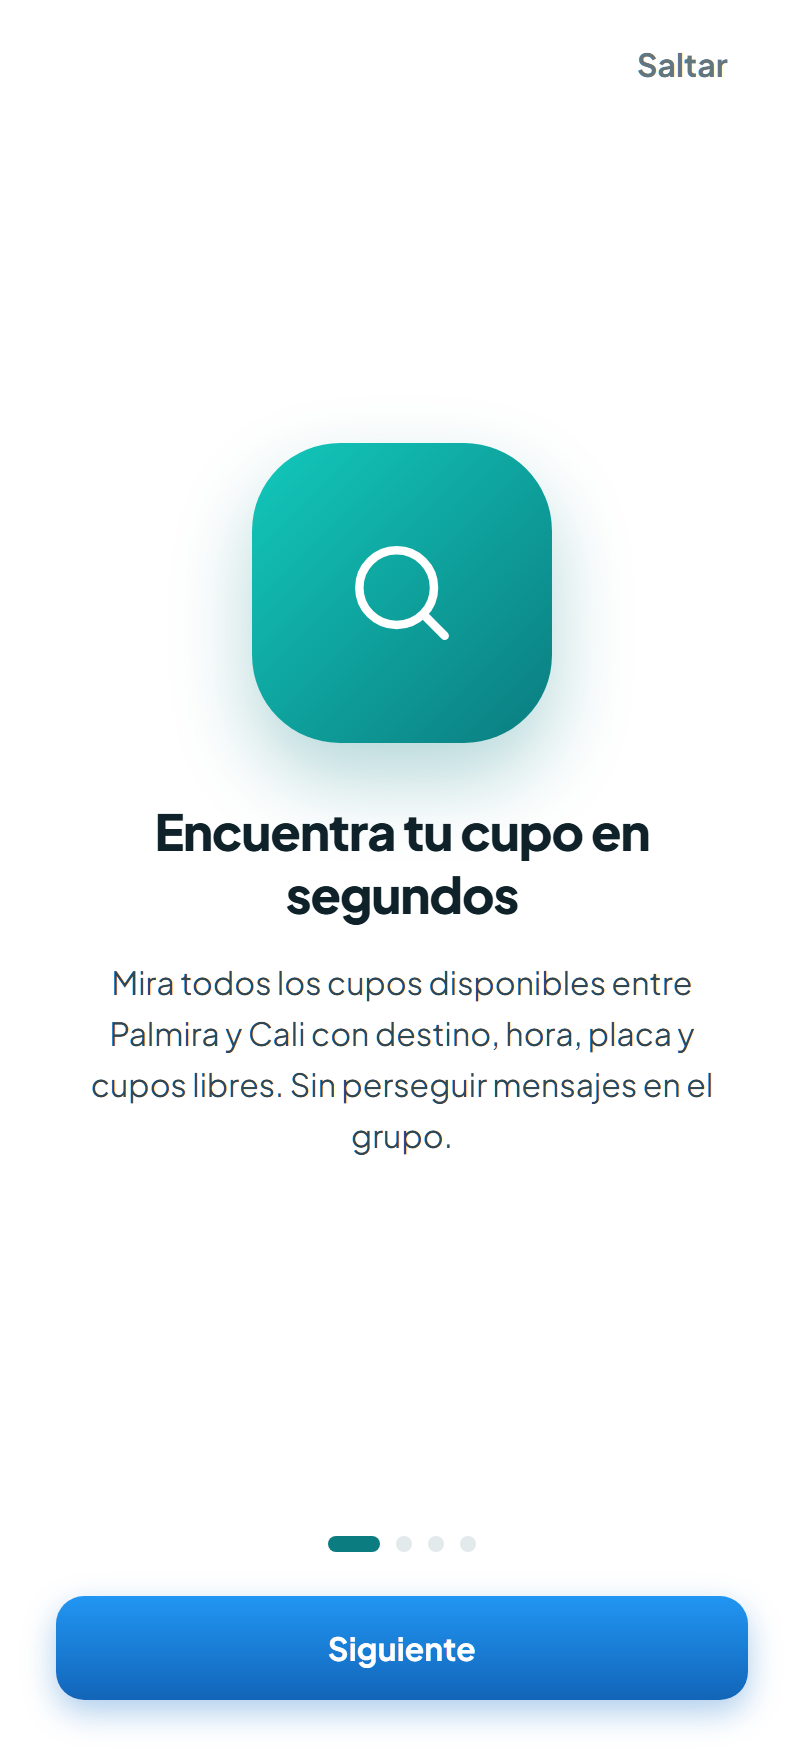 Saltar
Encuentra tu cupo en
segundos
Mira todos los cupos disponibles entre
Palmira y Cali con destino, hora, placa y
cupos libres. Sin perseguir mensajes en el
grupo.
Siguiente